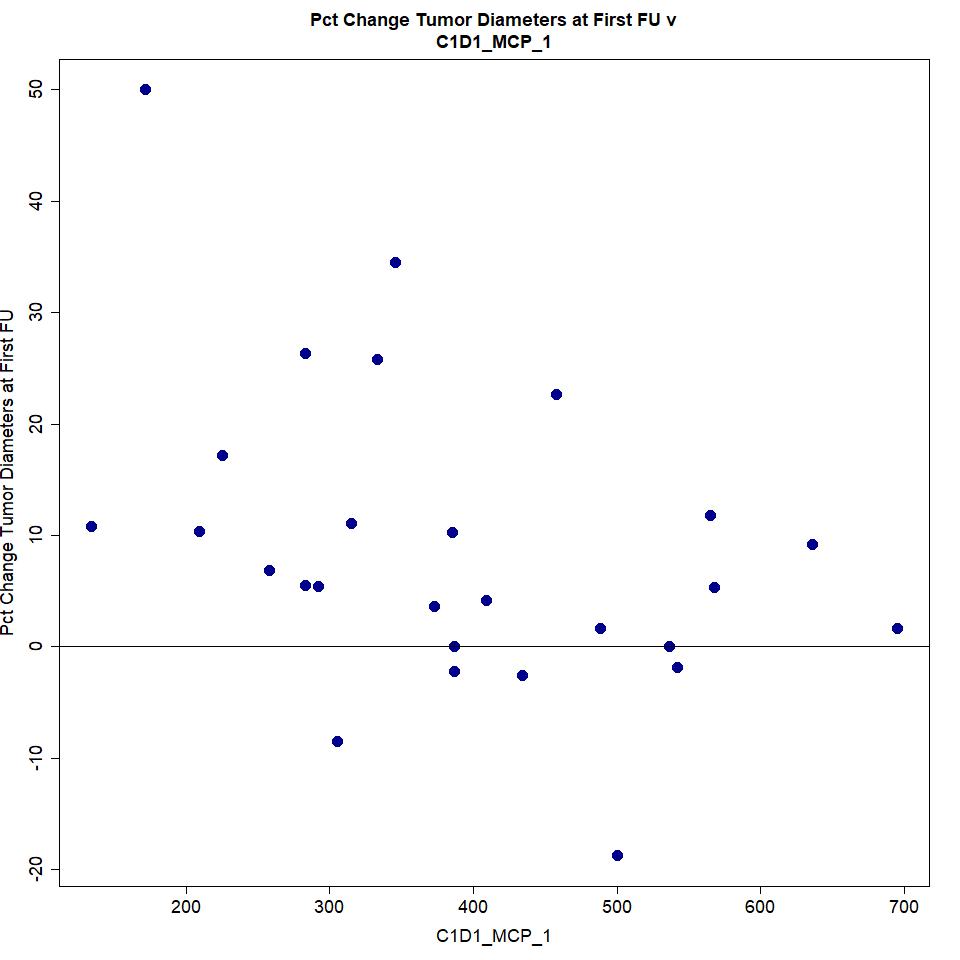 Pct Change Tumor Diameters at First FU v
C1D1_MCP_1
Pct Change Tumor Diameters at First FU
50
40
30
20
10
0
-10
-20
200 300 400 500 600 700
C1D1_MCP_1